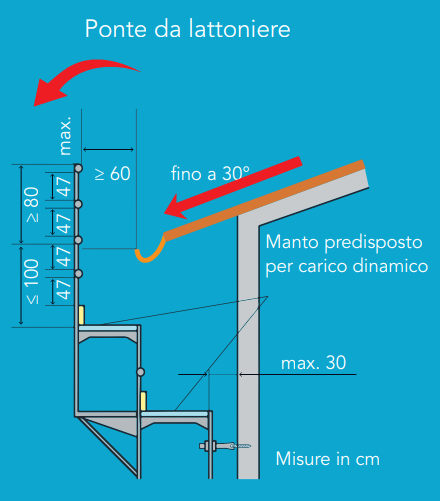 Ponte da lattoniere
max.
≥ 60
fino a 30°
≥ 80
47
47
47
47
≤ 100
Manto predisposto
per carico dinamico
max. 30
Misure in cm